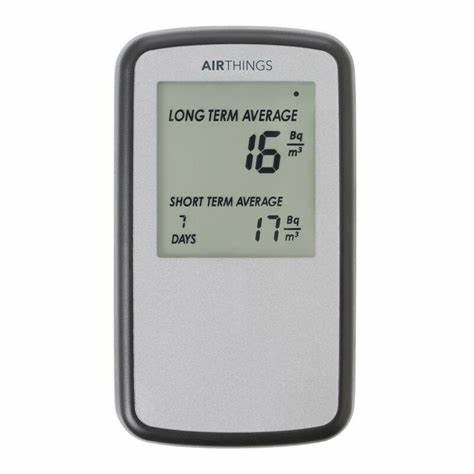 AIRTHINGS
LONG TERM AVERAGE
16 Bq/m³
SHORT TERM AVERAGE
7 DAYS 17 Bq/m³